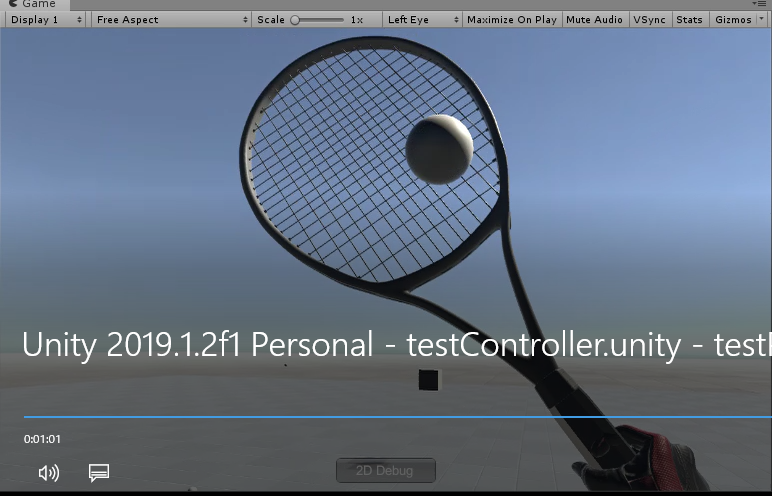 Game
Display 1 Free Aspect Scale 1x Left Eye Maximize On Play Mute Audio VSync Stats Gizmos
Unity 2019.1.2f1 Personal - testController.unity - test
0:01:01
2D Debug